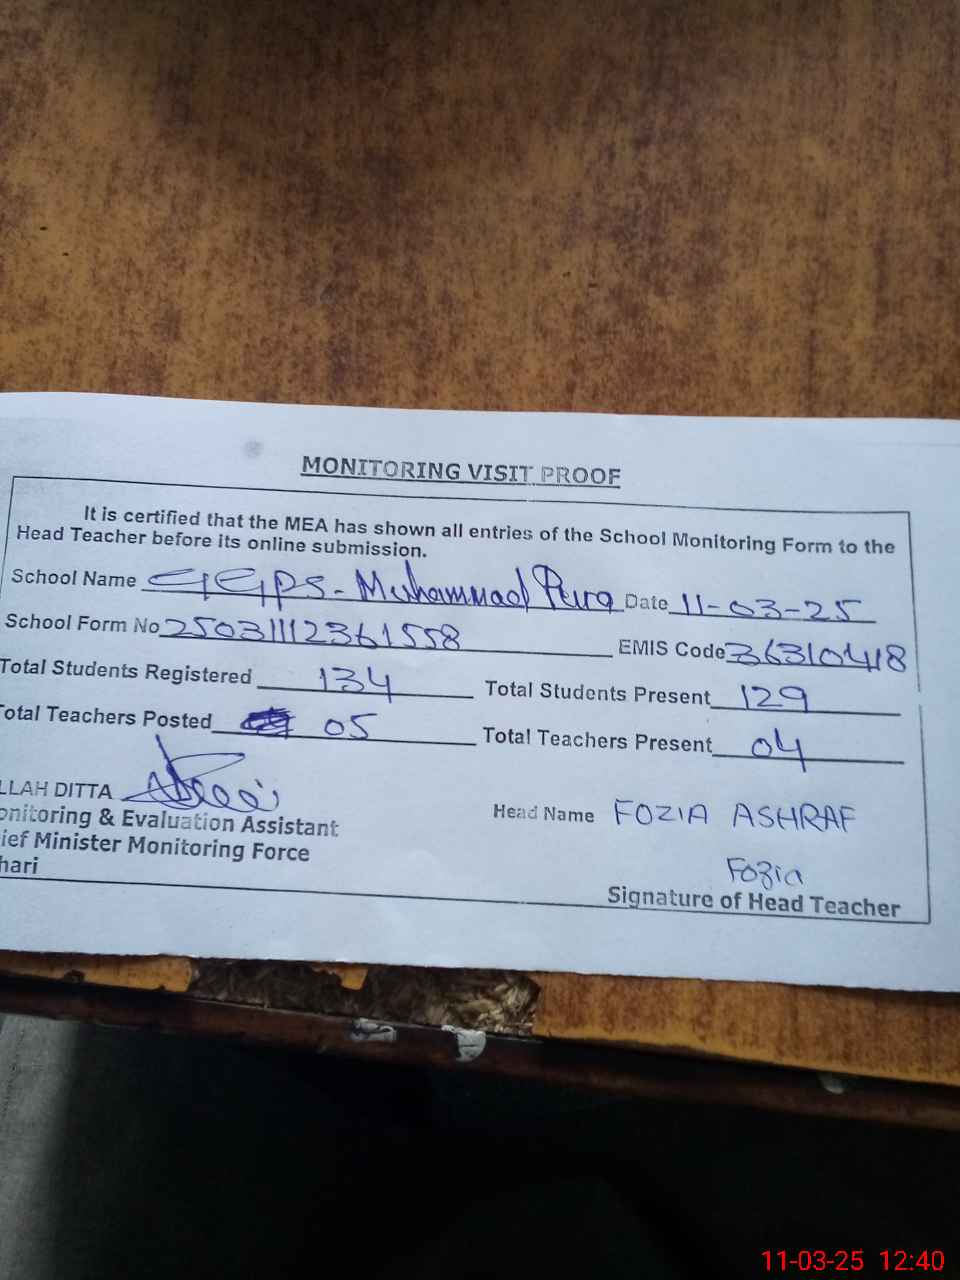 MONITORING VISIT PROOF
It is certified that the MEA has shown all entries of the School Monitoring Form to the
Head Teacher before its online submission.
School Name GGPS - Muhammad Pura Date 11-03-25
School Form No 25031112361558 EMIS Code 36310418
Total Students Registered 134 Total Students Present 129
Total Teachers Posted 05 Total Teachers Present 04
LLAH DITTA
onitoring & Evaluation Assistant
ief Minister Monitoring Force
hari
Head Name FOZIA ASHRAF
Fozia
Signature of Head Teacher
11-03-25 12:40